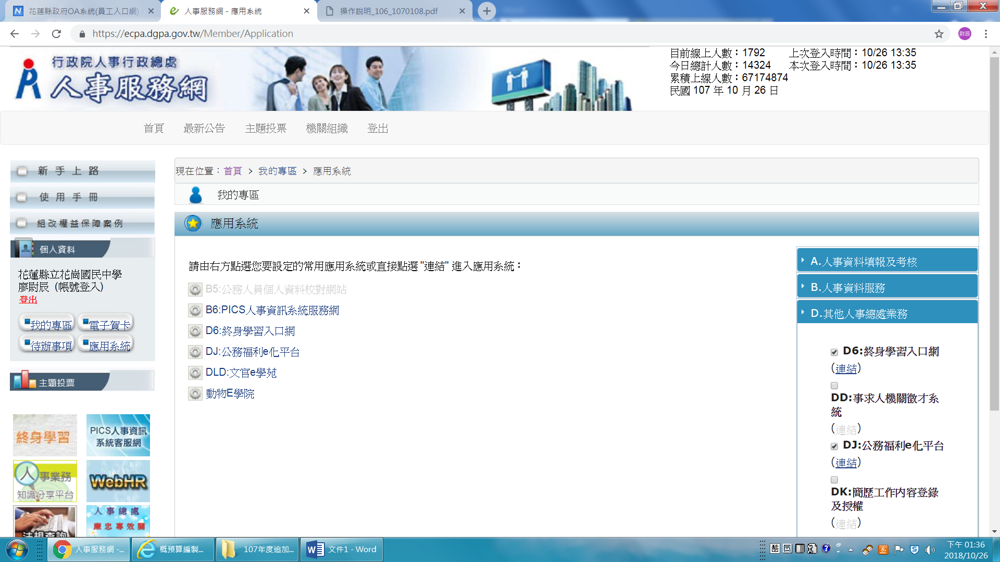 花蓮縣政府OA系統(員工入口網)
人事服務網 - 應用系統
操作說明_106_1070108.pdf
https://ecpa.dgpa.gov.tw/Member/Application
尉辰
行政院人事行政總處
人事服務網
目前線上人數：1792 上次登入時間：10/26 13:35
今日總計人數：14324 本次登入時間：10/26 13:35
累積上線人數：67174874
民國 107 年 10 月 26 日
首頁 最新公告 主題投票 機關組織 登出
新手上路
使用手冊
組改權益保障案例
個人資料
花蓮縣立花崗國民中學
廖尉辰 (帳號登入)
登出
我的專區 電子賀卡
待辦事項 應用系統
主題投票
終身學習
PICS人事資訊
系統客服網
人事業務
知識分享平台
WebHR
法規查詢
人事總處
廉忠專效關
現在位置：首頁 > 我的專區 > 應用系統
我的專區
應用系統
請由右方點選您要設定的常用應用系統或直接點選 "連結" 進入應用系統：
B5:公務人員個人資料校對網站
B6:PICS人事資訊系統服務網
D6:終身學習入口網
DJ:公務福利e化平台
DLD:文官e學苑
動物E學院
A.人事資料填報及考核
B.人事資料服務
D.其他人事總處業務
D6:終身學習入口網
(連結)
DD:事求人機關徵才系
統
(連結)
DJ:公務福利e化平台
(連結)
DK:簡歷工作內容登錄
及授權
(連結)
人事服務網 -...
概預算編製...
107年度追加...
文件1 - Word
酷
下午 01:36
2018/10/26